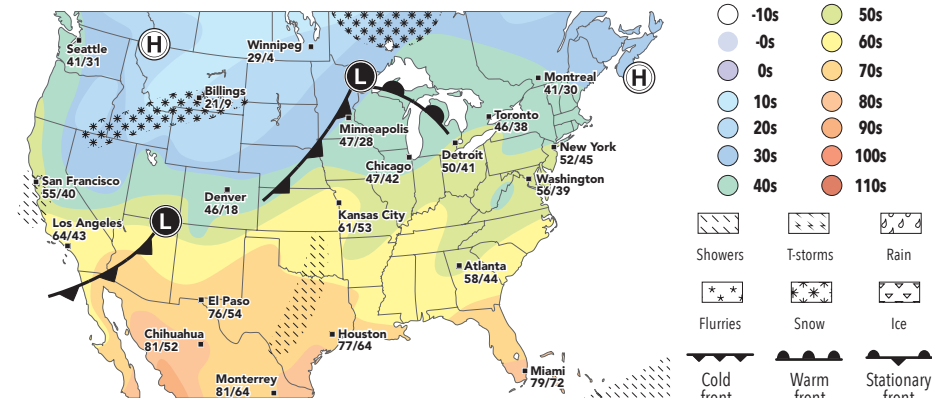 H
Seattle
41/31
Winnipeg
29/4
L
Billings
21/9
Montreal
41/30
H
Minneapolis
47/28
Toronto
46/38
Chicago
47/42
Detroit
50/41
New York
52/45
San Francisco
55/40
Denver
46/18
Washington
56/39
Los Angeles
64/43
L
Kansas City
61/53
Atlanta
58/44
El Paso
76/54
Chihuahua
81/52
Houston
77/64
Monterrey
81/64
Miami
79/72
-10s
-0s
0s
10s
20s
30s
40s
50s
60s
70s
80s
90s
100s
110s
Showers
T-storms
Rain
Flurries
Snow
Ice
Cold
front
Warm
front
Stationary
front